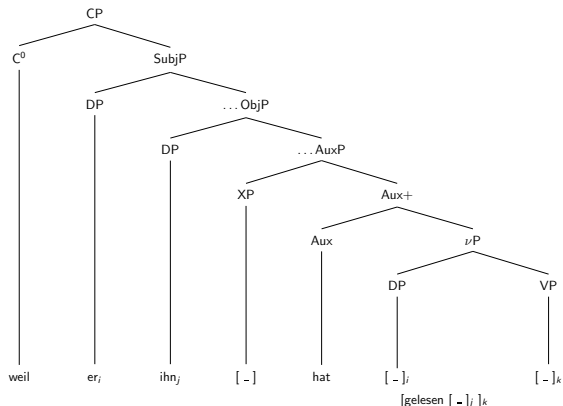 CP
C⁰ SubjP
DP ...ObjP
DP ...AuxP
XP Aux+
Aux νP
DP VP
weil erᵢ ihnⱼ [ _ ] hat [ _ ]ᵢ [ _ ]ₖ
[gelesen [ _ ]ⱼ ]ₖ